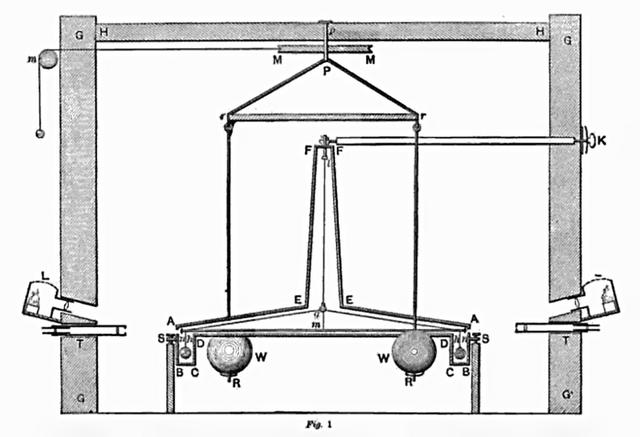 G H H G
M M
m P
r r
F F K
l
L
E E
A g A
m
S h h S
T D D T
W W
B C C B
R R
G G
Fig. 1